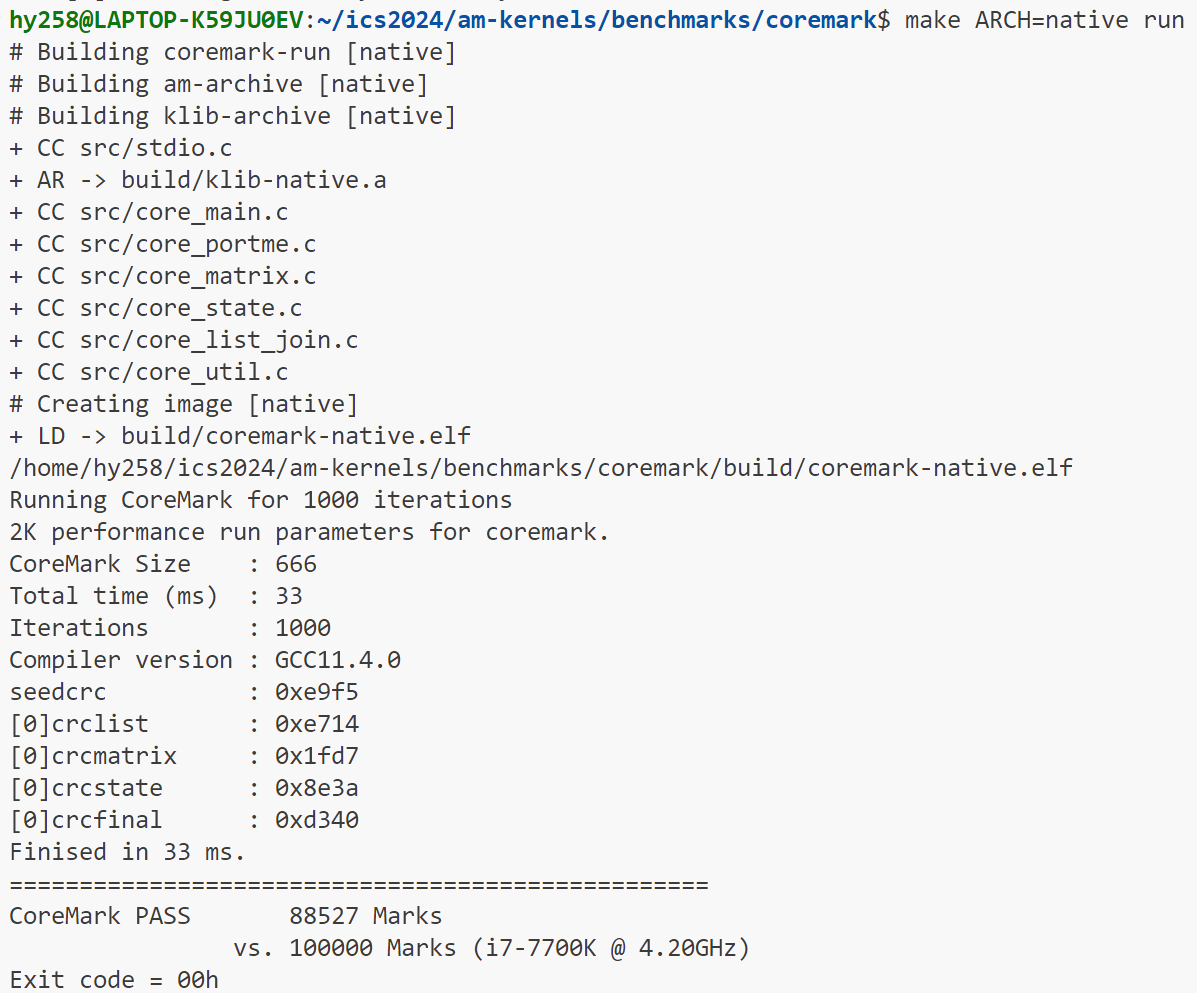 hy258@LAPTOP-K59JU0EV:~/ics2024/am-kernels/benchmarks/coremark$ make ARCH=native run
# Building coremark-run [native]
# Building am-archive [native]
# Building klib-archive [native]
+ CC src/stdio.c
+ AR -> build/klib-native.a
+ CC src/core_main.c
+ CC src/core_portme.c
+ CC src/core_matrix.c
+ CC src/core_state.c
+ CC src/core_list_join.c
+ CC src/core_util.c
# Creating image [native]
+ LD -> build/coremark-native.elf
/home/hy258/ics2024/am-kernels/benchmarks/coremark/build/coremark-native.elf
Running CoreMark for 1000 iterations
2K performance run parameters for coremark.
CoreMark Size    : 666
Total time (ms)  : 33
Iterations       : 1000
Compiler version : GCC11.4.0
seedcrc          : 0xe9f5
[0]crclist       : 0xe714
[0]crcmatrix     : 0x1fd7
[0]crcstate      : 0x8e3a
[0]crcfinal      : 0xd340
Finised in 33 ms.
==================================================
CoreMark PASS       88527 Marks
                vs. 100000 Marks (i7-7700K @ 4.20GHz)
Exit code = 00h